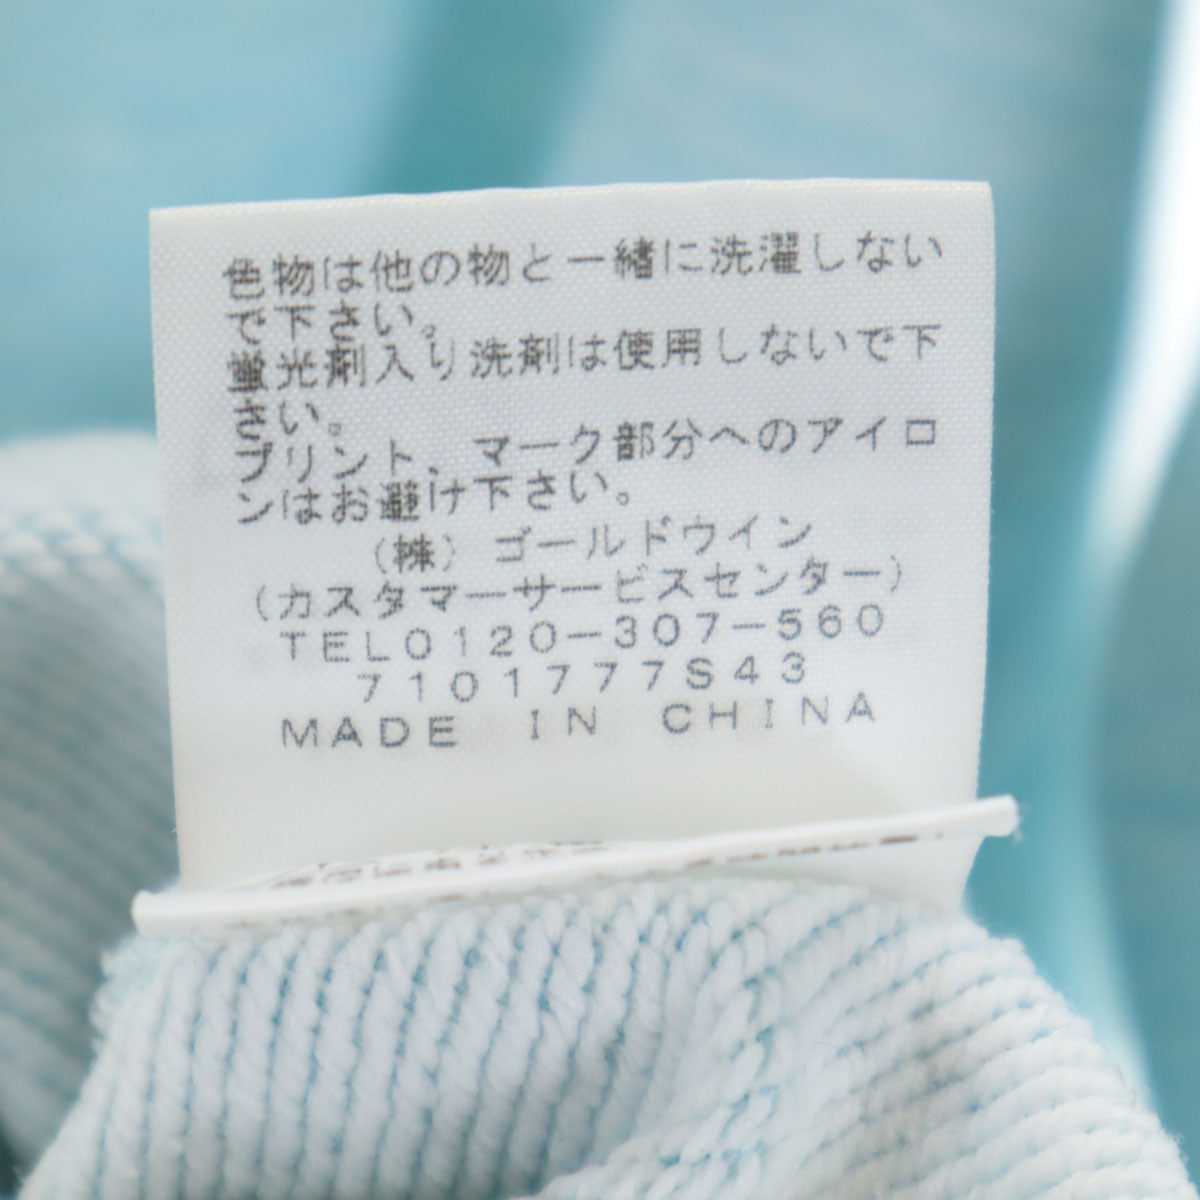 色物は他の物と一緒に洗濯しない
で下さい。
蛍光剤入り洗剤は使用しないで下
さい。
プリント、マーク部分へのアイロ
ンはお避け下さい。
(株) ゴールドウイン
(カスタマーサービスセンター)
TEL0120-307-560
7101777S43
MADE IN CHINA